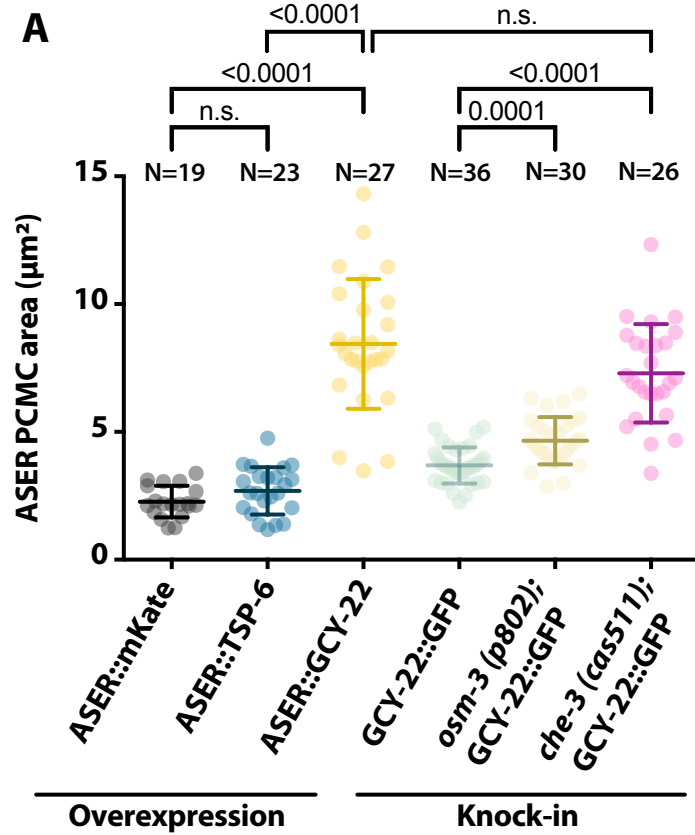 A
<0.0001
n.s.
<0.0001
<0.0001
n.s.
0.0001
N=19 N=23 N=27 N=36 N=30 N=26
ASER PCMC area (µm²)
15
10
5
0
ASER::mKate
ASER::TSP-6
ASER::GCY-22
GCY-22::GFP
osm-3 (p802);
GCY-22::GFP
che-3 (cas511);
GCY-22::GFP
Overexpression
Knock-in